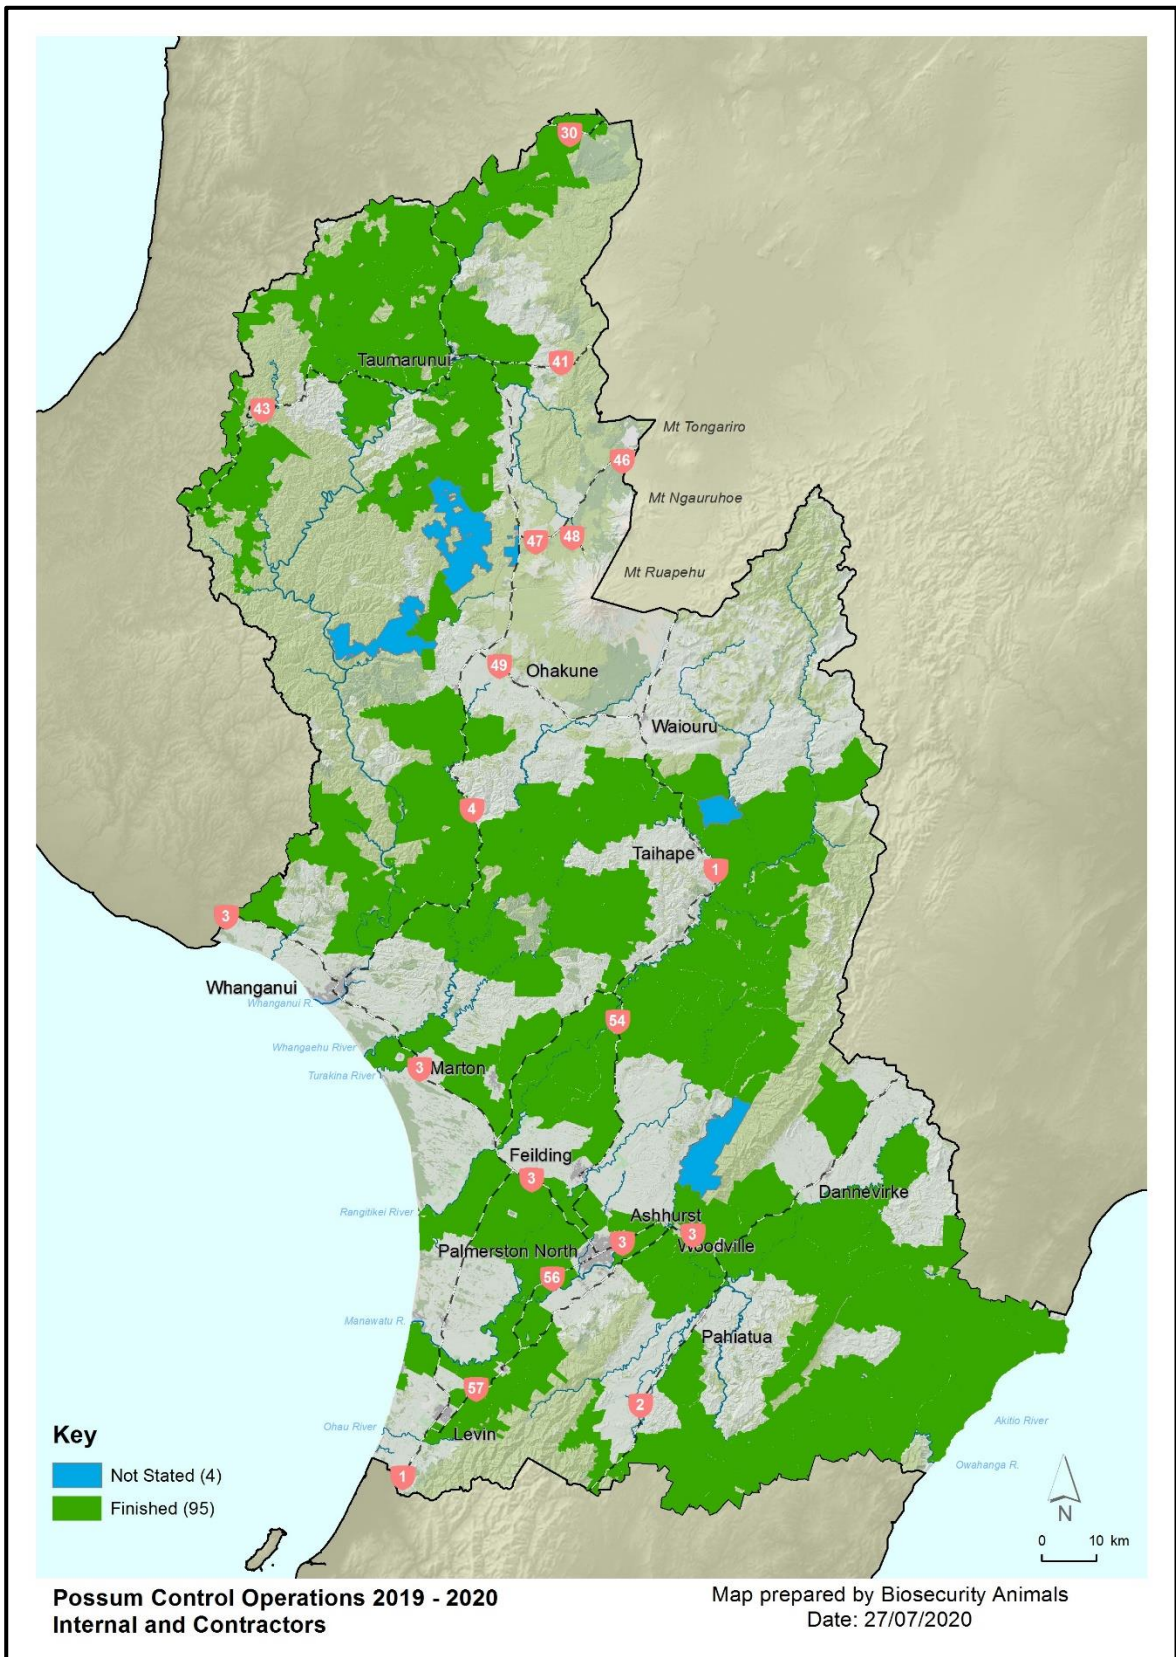 30
Taumarunui
41
43
Mt Tongariro
46
Mt Ngauruhoe
47
48
Mt Ruapehu
49
Ohakune
Waiouru
4
Taihape
1
3
Whanganui
Whanganui R.
54
Whangaehu River
3
Marton
Turakina River
Feilding
3
Dannevirke
Rangitikei River
Ashhurst
3
3
Woodville
Palmerston North
56
Manawatu R.
Pahiatua
57
2
Ohau River
Levin
Akitio River
Owahanga R.
1
Key
Not Stated (4)
Finished (95)
N
0 10 km
Possum Control Operations 2019 - 2020
Internal and Contractors
Map prepared by Biosecurity Animals
Date: 27/07/2020